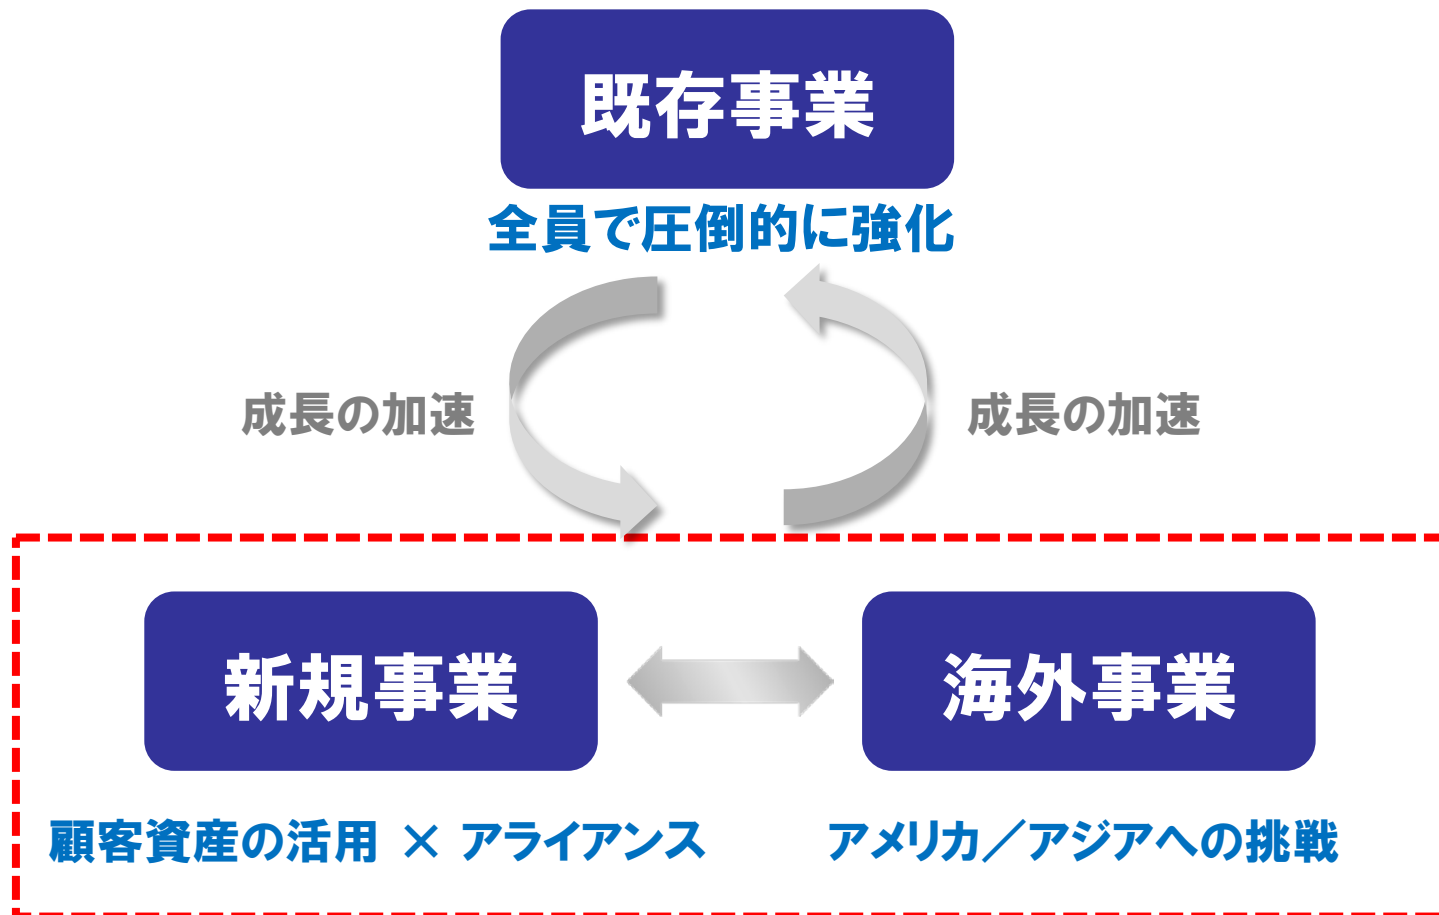 既存事業
全員で圧倒的に強化
成長の加速
成長の加速
新規事業
海外事業
顧客資産の活用 × アライアンス
アメリカ／アジアへの挑戦